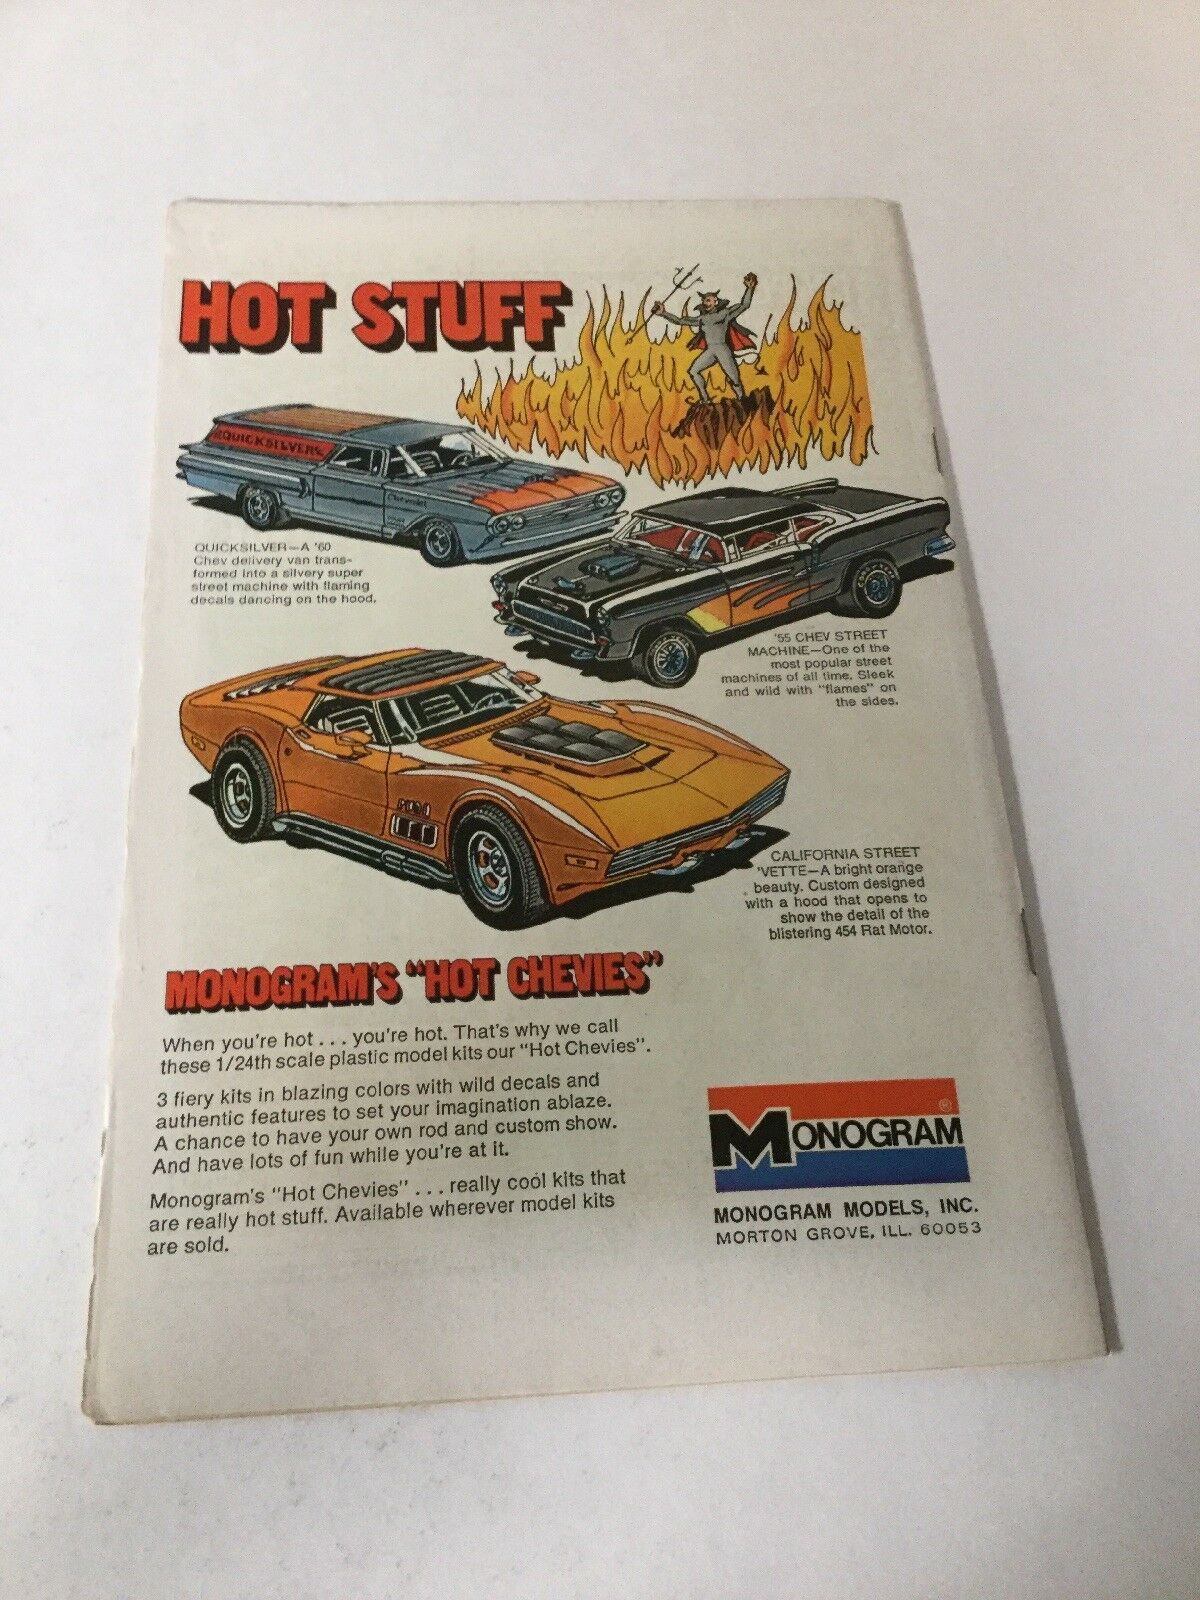 HOT STUFF
QUICKSILVER
QUICKSILVER—A '60
Chev delivery van trans-
formed into a silvery super
street machine with flaming
decals dancing on the hood.
'55 CHEV STREET
MACHINE—One of the
most popular street
machines of all time. Sleek
and wild with "flames" on
the sides.
CALIFORNIA STREET
'VETTE—A bright orange
beauty. Custom designed
with a hood that opens to
show the detail of the
blistering 454 Rat Motor.
MONOGRAM'S "HOT CHEVIES"
When you're hot . . . you're hot. That's why we call
these 1/24th scale plastic model kits our "Hot Chevies".
3 fiery kits in blazing colors with wild decals and
authentic features to set your imagination ablaze.
A chance to have your own rod and custom show.
And have lots of fun while you're at it.
Monogram's "Hot Chevies" . . . really cool kits that
are really hot stuff. Available wherever model kits
are sold.
MONOGRAM ®
MONOGRAM MODELS, INC.
MORTON GROVE, ILL. 60053